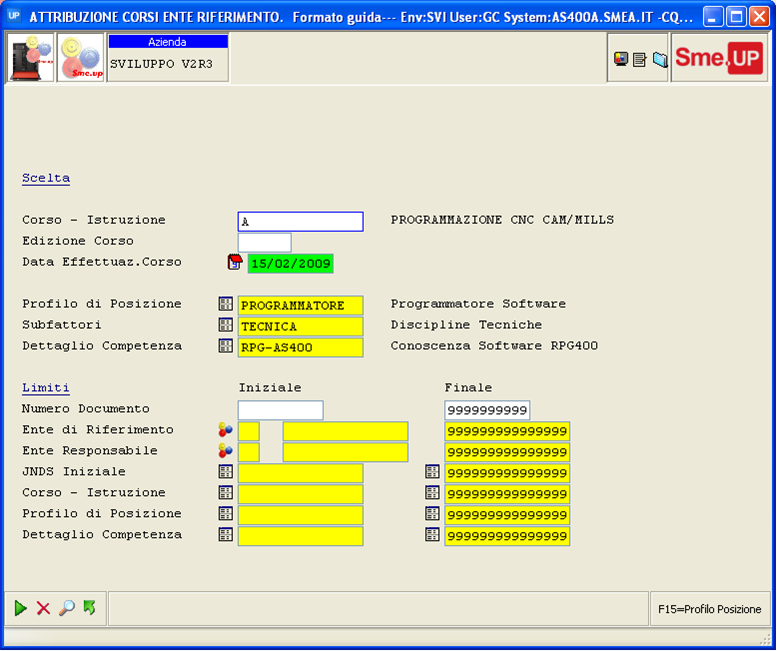 UP ATTRIBUZIONE CORSI ENTE RIFERIMENTO. Formato guida--- Env:SVI User:GC System:AS400A.SMEA.IT -CQ...
Sme.up
Azienda
SVILUPPO V2R3
Sme.UP
Scelta
Corso - Istruzione A PROGRAMMAZIONE CNC CAM/MILLS
Edizione Corso
Data Effettuaz.Corso 15/02/2009
Profilo di Posizione PROGRAMMATORE Programmatore Software
Subfattori TECNICA Discipline Tecniche
Dettaglio Competenza RPG-AS400 Conoscenza Software RPG400
Limiti Iniziale Finale
Numero Documento 9999999999
Ente di Riferimento 999999999999999
Ente Responsabile 999999999999999
JNDS Iniziale 999999999999999
Corso - Istruzione 999999999999999
Profilo di Posizione 999999999999999
Dettaglio Competenza 999999999999999
F15=Profilo Posizione